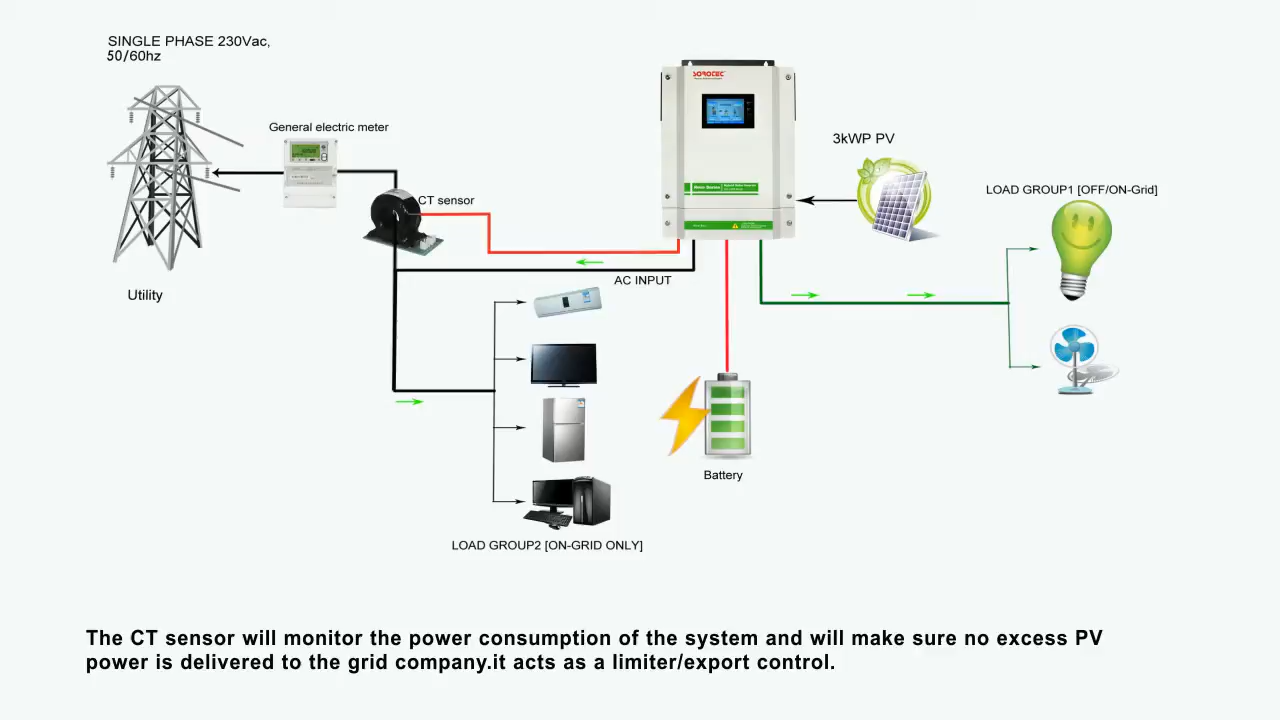 SINGLE PHASE 230Vac,
50/60hz
General electric meter
CT sensor
SOROTEC
3kWP PV
LOAD GROUP1 [OFF/ON-Grid]
Utility
AC INPUT
Battery
LOAD GROUP2 [ON-GRID ONLY]
The CT sensor will monitor the power consumption of the system and will make sure no excess PV
power is delivered to the grid company.it acts as a limiter/export control.